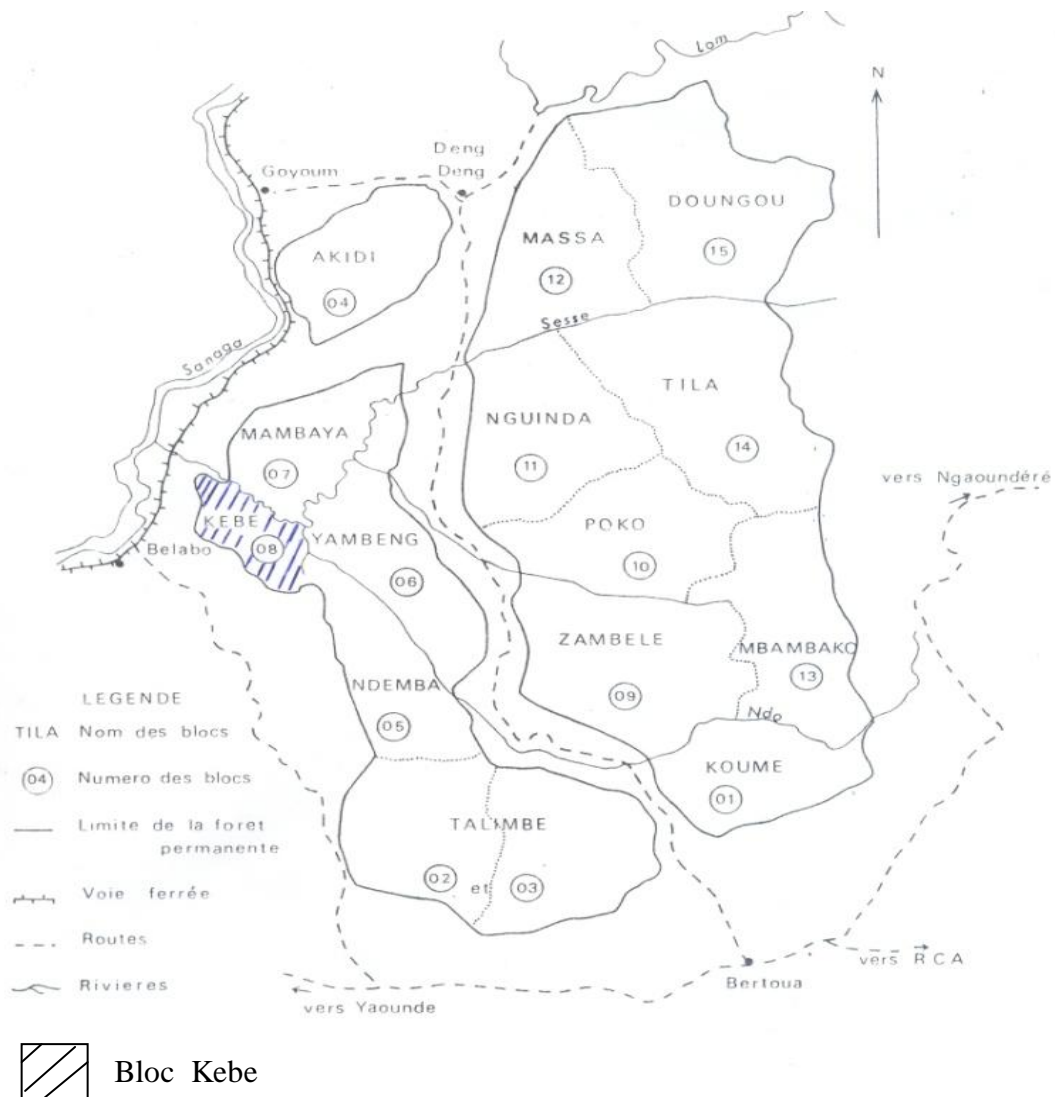 Lom
N
Deng
Deng
Goyoum
DOUNGOU
MASSA
15
AKIDI
12
04
Sesse
Sanaga
TILA
NGUINDA
MAMBAYA
14
11
07
vers Ngaoundéré
KEBE
POKO
YAMBENG
08
Belabo
10
06
ZAMBELE
MBAMBAKO
13
NDEMBA
09
05
Ndo
KOUME
01
TALIMBE
02 et 03
vers RCA
Bertoua
vers Yaounde
LEGENDE
TILA Nom des blocs
04 Numero des blocs
Limite de la foret
permanente
Voie ferrée
Routes
Rivieres
Bloc Kebe